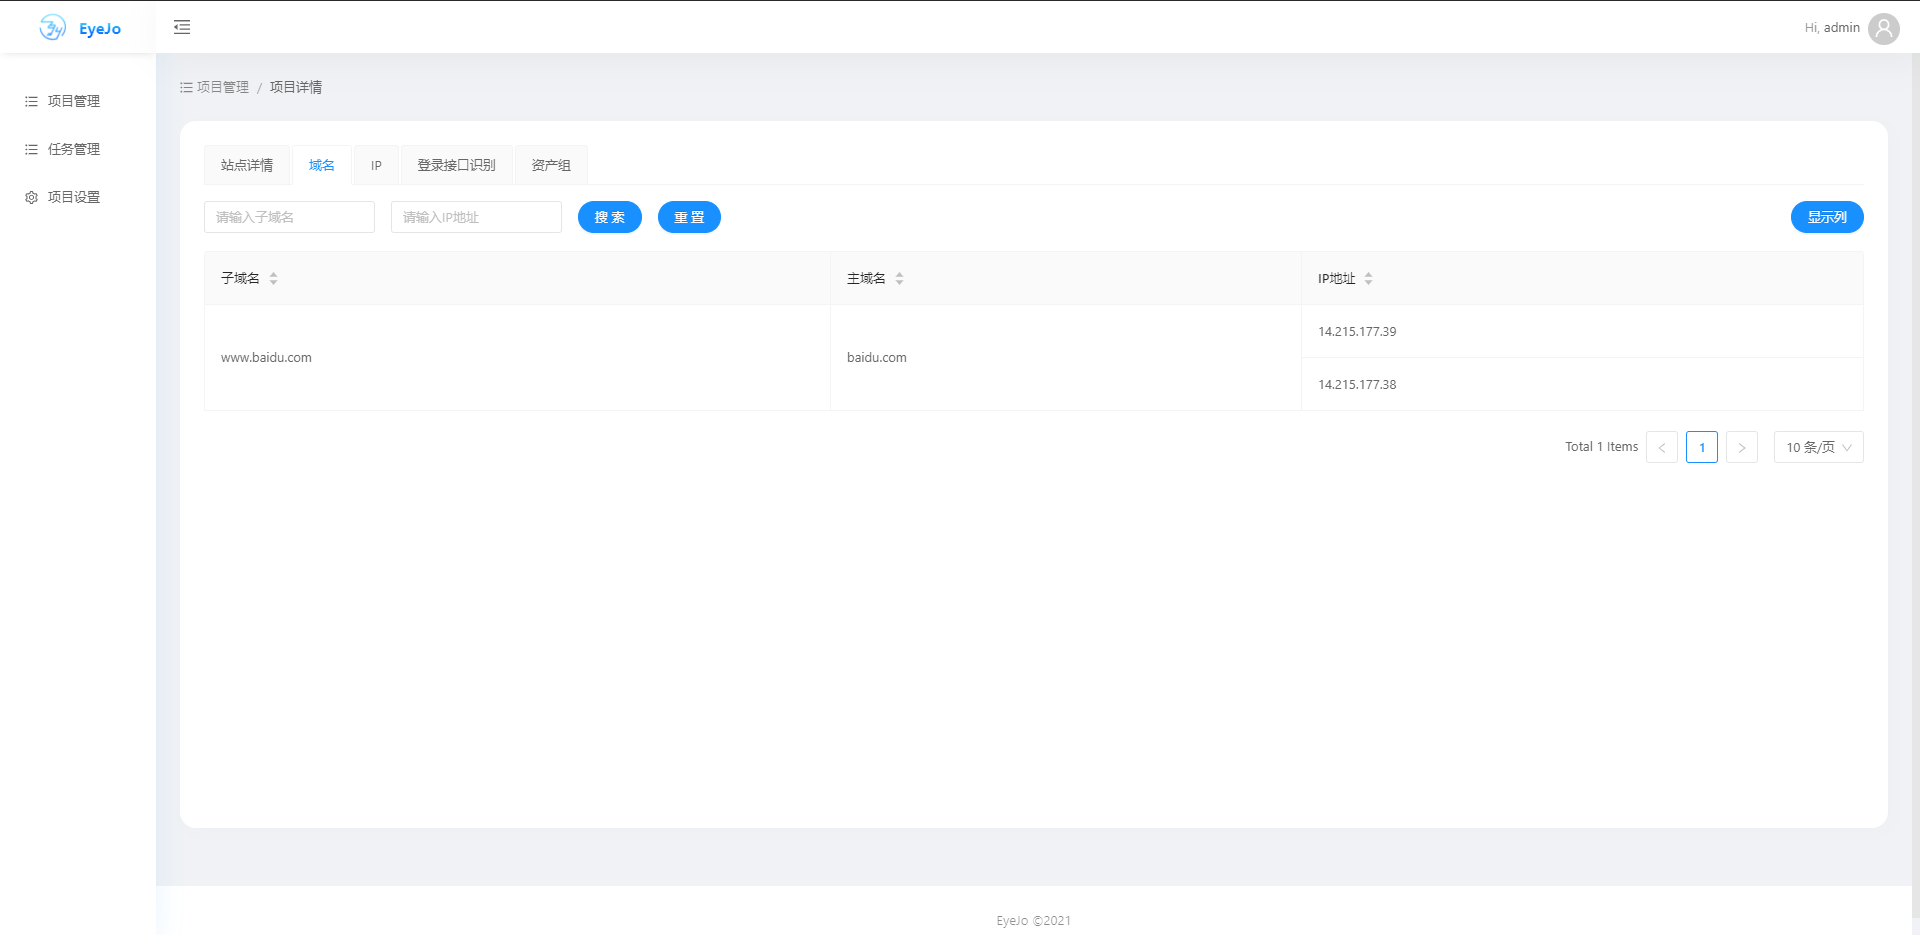 EyeJo
Hi, admin
项目管理
任务管理
项目设置
项目管理 / 项目详情
站点详情 域名 IP 登录接口识别 资产组
请输入子域名 请输入IP地址 搜 索 重 置 显示列
子域名 主域名 IP地址
www.baidu.com baidu.com 14.215.177.39
14.215.177.38
Total 1 Items < 1 > 10 条/页
EyeJo ©2021